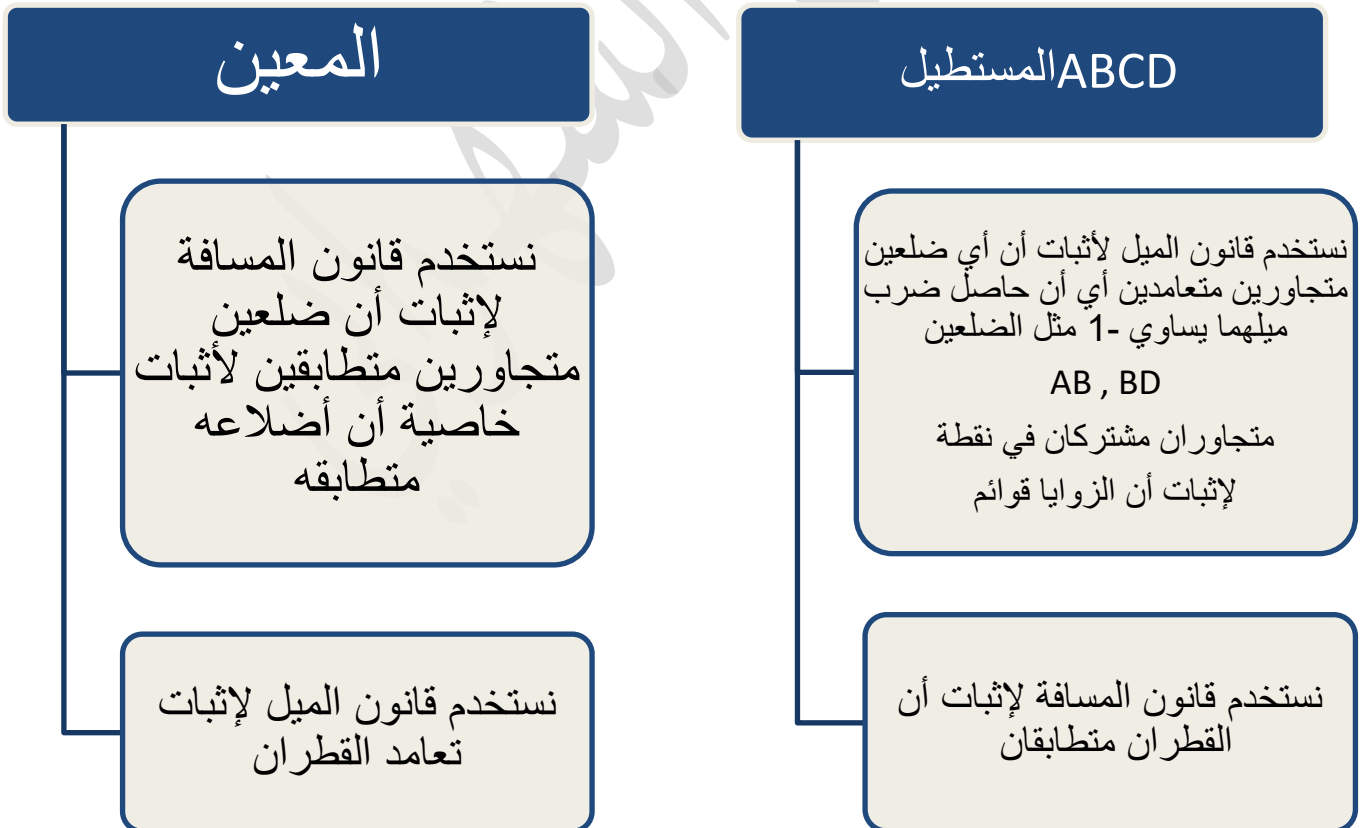 المستطيلABCD
نستخدم قانون الميل لأثبات أن أي ضلعين
متجاورين متعامدين أي أن حاصل ضرب
ميلهما يساوي -1 مثل الضلعين
AB , BD
متجاوران مشتركان في نقطة
لإثبات أن الزوايا قوائم
نستخدم قانون المسافة لإثبات أن
القطران متطابقان
المعين
نستخدم قانون المسافة
لإثبات أن ضلعين
متجاورين متطابقين لأثبات
خاصية أن أضلاعه
متطابقه
نستخدم قانون الميل لإثبات
تعامد القطران